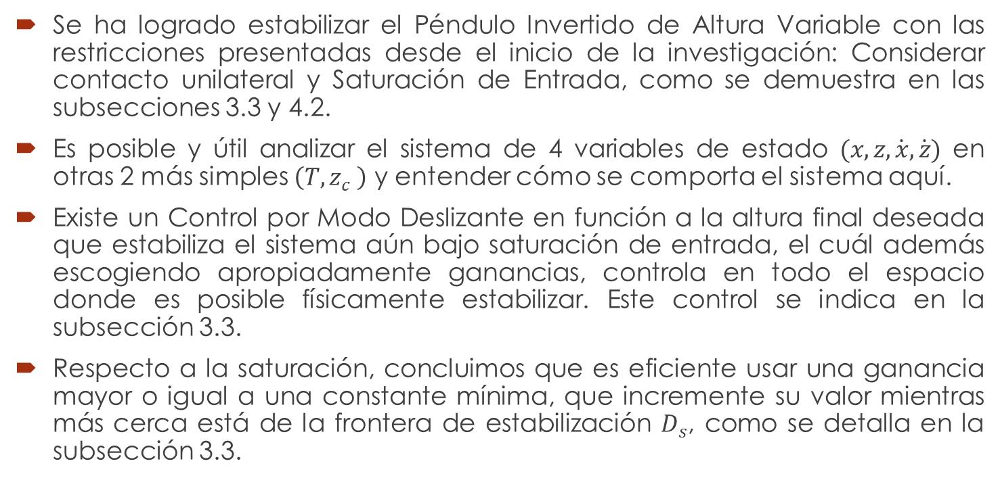 Se ha logrado estabilizar el Péndulo Invertido de Altura Variable con las
restricciones presentadas desde el inicio de la investigación: Considerar
contacto unilateral y Saturación de Entrada, como se demuestra en las
subsecciones 3.3 y 4.2.
Es posible y útil analizar el sistema de 4 variables de estado (x, z, ẋ, ż) en
otras 2 más simples (T, z_c ) y entender cómo se comporta el sistema aquí.
Existe un Control por Modo Deslizante en función a la altura final deseada
que estabiliza el sistema aún bajo saturación de entrada, el cuál además
escogiendo apropiadamente ganancias, controla en todo el espacio
donde es posible físicamente estabilizar. Este control se indica en la
subsección 3.3.
Respecto a la saturación, concluimos que es eficiente usar una ganancia
mayor o igual a una constante mínima, que incremente su valor mientras
más cerca está de la frontera de estabilización D_s, como se detalla en la
subsección 3.3.